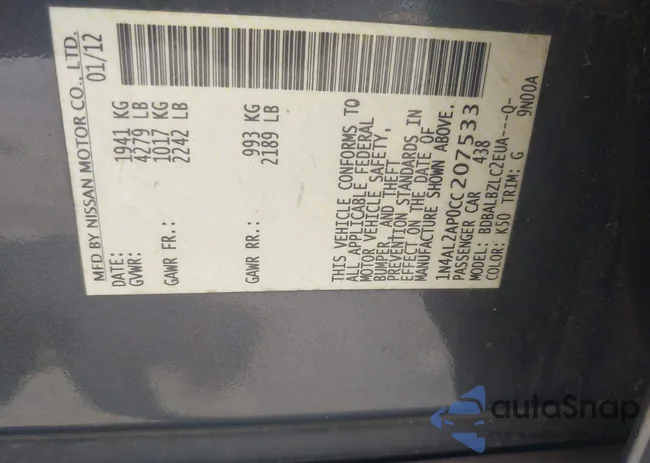 MFD BY NISSAN MOTOR CO., LTD.
01/12
DATE:
GVWR: 1941 KG
4279 LB
GAWR FR.: 1017 KG
2242 LB
GAWR RR.: 993 KG
2189 LB
THIS VEHICLE CONFORMS TO
ALL APPLICABLE FEDERAL
MOTOR VEHICLE SAFETY,
BUMPER, AND THEFT
PREVENTION STANDARDS IN
EFFECT ON THE DATE OF
MANUFACTURE SHOWN ABOVE.
1N4AL2AP0CC207533
PASSENGER CAR 438
MODEL: BDBALBZLC2EUA---Q-
COLOR: K50 TRIM: G 9N00A
autoSnap